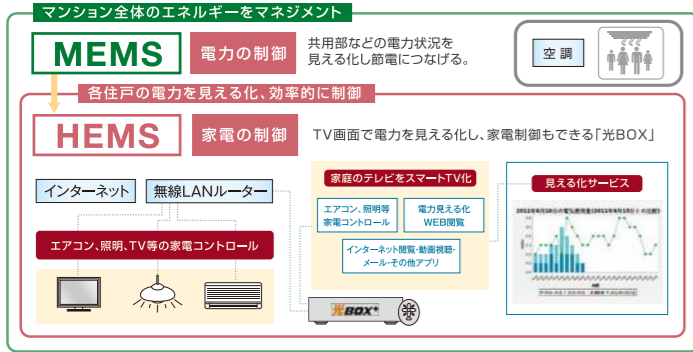 マンション全体のエネルギーをマネジメント
MEMS
電力の制御
共用部などの電力状況を
見える化し節電につなげる。
空調
各住戸の電力を見える化、効率的に制御
HEMS
家電の制御
TV画面で電力を見える化し、家電制御もできる「光BOX」
インターネット
無線LANルーター
エアコン、照明、TV等の家電コントロール
家庭のテレビをスマートTV化
エアコン、照明等
家電コントロール
電力見える化
WEB閲覧
インターネット閲覧・動画視聴・
メール・その他アプリ
光BOX+
見える化サービス